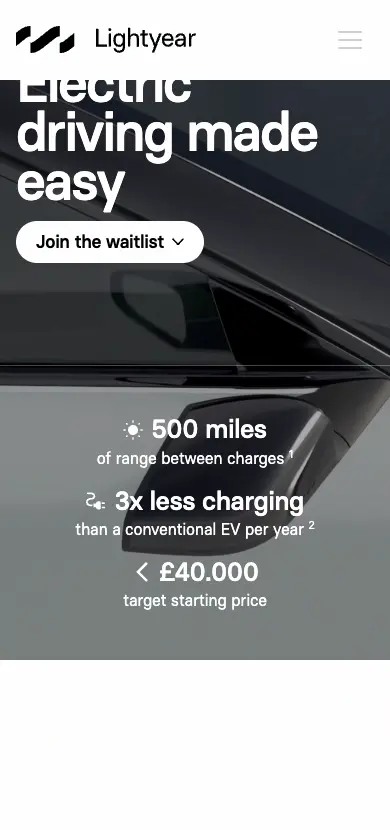 Lightyear
Electric
driving made
easy
Join the waitlist
500 miles
of range between charges 1
3x less charging
than a conventional EV per year 2
< £40.000
target starting price